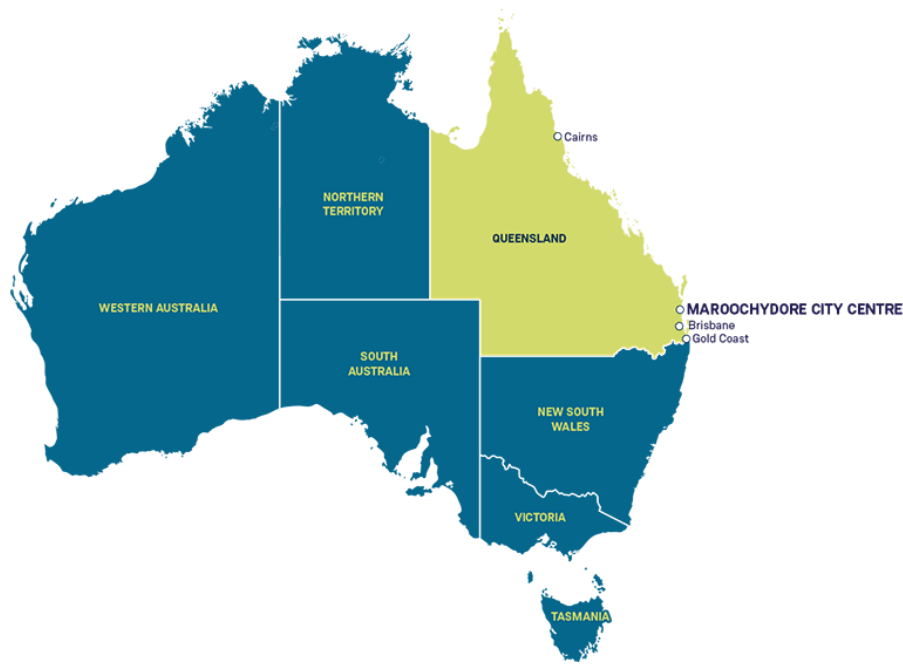 Cairns
NORTHERN
TERRITORY
QUEENSLAND
WESTERN AUSTRALIA
MAROOCHYDORE CITY CENTRE
Brisbane
Gold Coast
SOUTH
AUSTRALIA
NEW SOUTH
WALES
VICTORIA
TASMANIA